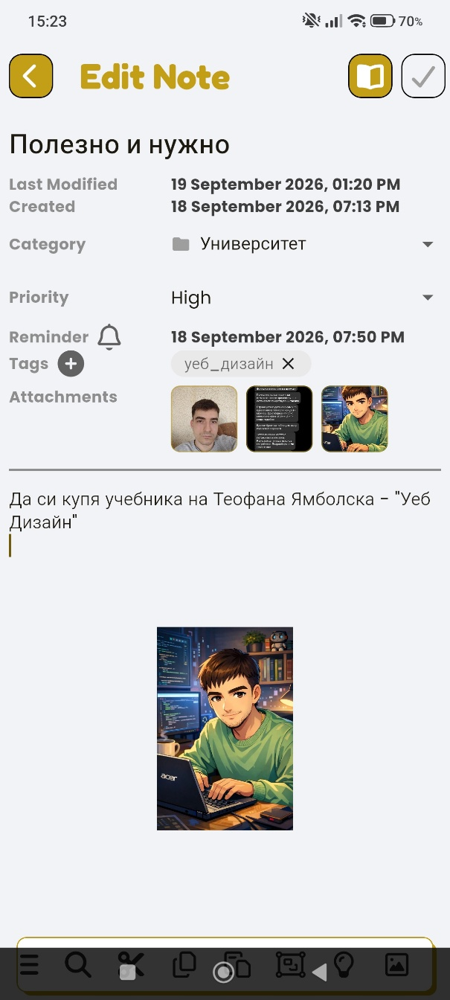 15:23
70%
Edit Note
Полезно и нужно
Last Modified 19 September 2026, 01:20 PM
Created 18 September 2026, 07:13 PM
Category Университет
Priority High
Reminder 18 September 2026, 07:50 PM
Tags уеб_дизайн
Attachments
Да си купя учебника на Теофана Ямболска - "Уеб
Дизайн"
acer